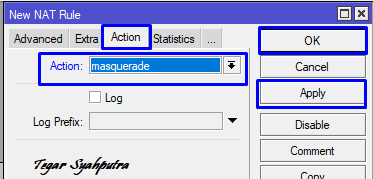 New NAT Rule
Advanced Extra Action Statistics ...
OK
Action: masquerade
Cancel
Log
Apply
Log Prefix:
Disable
Comment
Tegar Syahputra
Copy